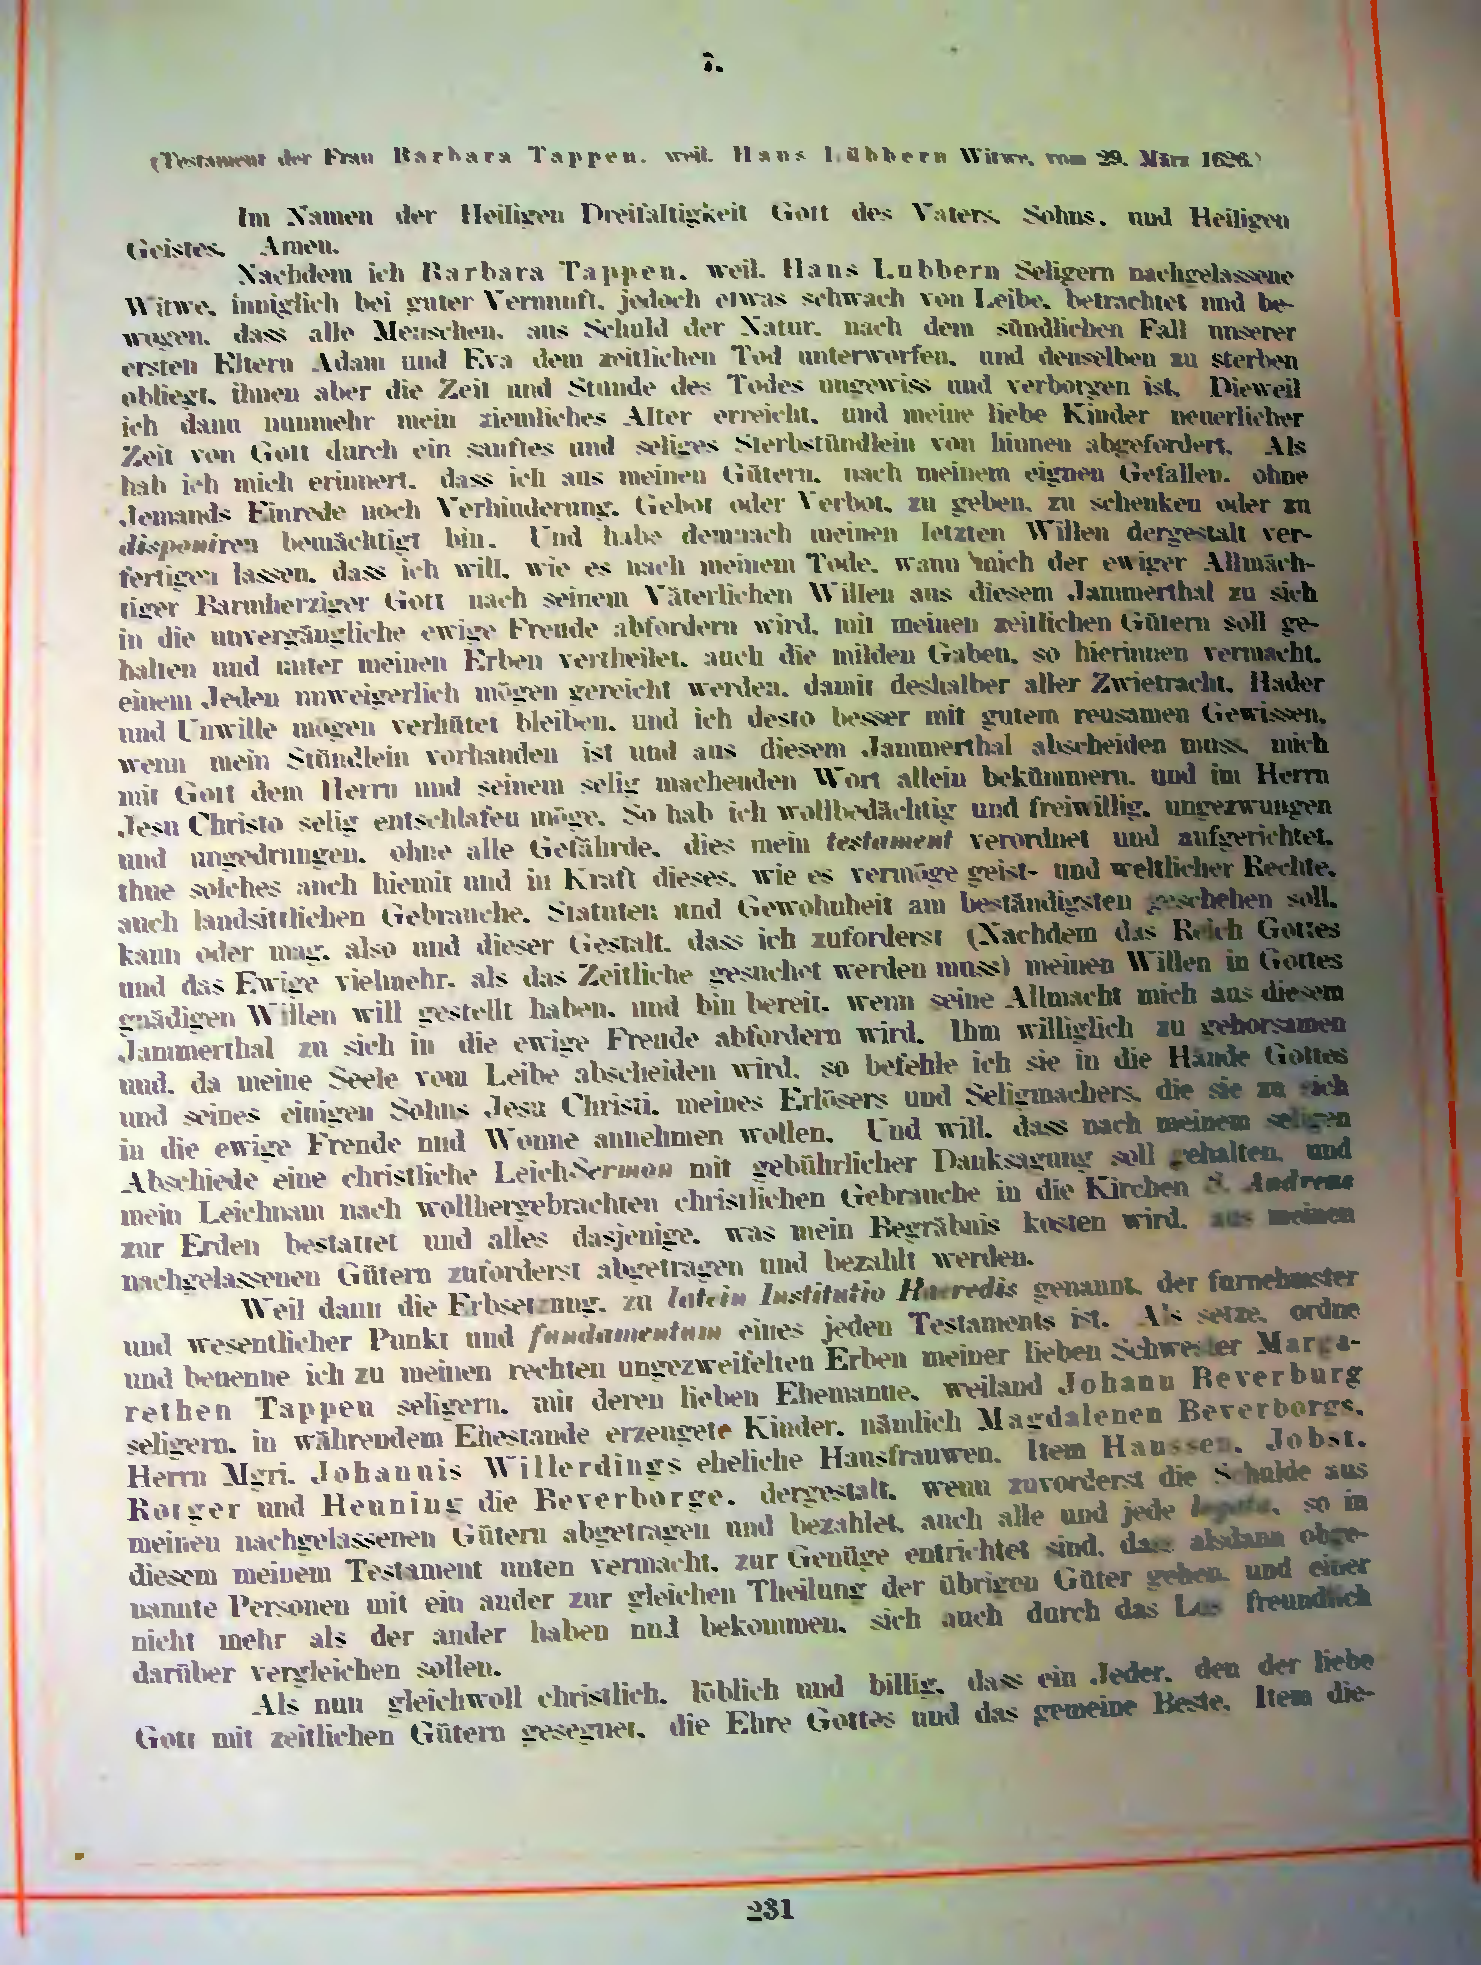 7.
(Testament der Frau Barbara Tappen, weil. Hans Lübbern Witwe, vom 29. März 1626.)
Im Namen der Heiligen Dreifaltigkeit Gott des Vaters, Sohns, und Heiligen
Geistes. Amen.
Nachdem ich Barbara Tappen, weil. Hans Lubbern Seligern nachgelassene
Witwe, inniglich bei guter Vernunft, jedoch etwas schwach von Leibe, betrachtet und be-
wogen, dass alle Menschen, aus Schuld der Natur, nach dem sündlichen Fall unserer
ersten Eltern Adam und Eva dem zeitlichen Tod unterworfen, und denselben zu sterben
obliegt, ihnen aber die Zeit und Stunde des Todes ungewiss und verborgen ist. Dieweil
ich dann nunmehr mein ziemliches Alter erreicht, und meine liebe Kinder neuerlicher
Zeit von Gott durch ein sanftes und seliges Sterbstündlein von hinnen abgefordert. Als
hab ich mich erinnert, dass ich aus meinen Gütern, nach meinem eignen Gefallen, ohne
Jemands Einrede noch Verhinderung, Gebot oder Verbot, zu geben, zu schenken oder zu
disponiren bemächtigt bin. Und habe demnach meinen letzten Willen dergestalt ver-
fertigen lassen, dass ich will, wie es nach meinem Tode, wann mich der ewiger Allmäch-
tiger Barmherziger Gott nach seinem Väterlichen Willen aus diesem Jammerthal zu sich
in die unvergängliche ewige Freude abfordern wird, mit meinen zeitlichen Gütern soll ge-
halten und unter meinen Erben vertheilet, auch die milden Gaben, so hierinnen vermacht,
einem Jeden unweigerlich mögen gereicht werden, damit deshalber aller Zwietracht, Hader
und Unwille mögen verhütet bleiben, und ich desto besser mit gutem reusamen Gewissen,
wenn mein Stündlein vorhanden ist und aus diesem Jammerthal abscheiden muss, mich
mit Gott dem Herrn und seinem selig machenden Wort allein bekümmern, und im Herrn
Jesu Christo selig entschlafen möge. So hab ich wollbedächtig und freiwillig, ungezwungen
und ungedrungen, ohne alle Gefährde, dies mein testament verordnet und aufgerichtet,
thue solches auch hiemit und in Kraft dieses, wie es vermöge geist- und weltlicher Rechte,
auch landsittlichen Gebrauche, Statuten und Gewohnheit am beständigsten geschehen soll,
kann oder mag, also und dieser Gestalt, dass ich zuforderst (Nachdem das Reich Gottes
und das Ewige vielmehr, als das Zeitliche gesuchet werden muss) meinen Willen in Gottes
gnädigen Willen will gestellt haben, und bin bereit, wenn seine Allmacht mich aus diesem
Jammerthal zu sich in die ewige Freude abfordern wird, Ihm williglich zu gehorsamen
und, da meine Seele vom Leibe abscheiden wird, so befehle ich sie in die Hände Gottes
und seines einigen Sohns Jesu Christi, meines Erlösers und Seligmachers, die sie zu sich
in die ewige Freude und Wonne annehmen wollen. Und will, dass nach meinem seligen
Abschiede eine christliche Leich-Sermon mit gebührlicher Danksagung soll gehalten, und
mein Leichnam nach wollhergebrachten christlichen Gebrauche in die Kirchen S. Andreae
zur Erden bestattet und alles dasjenige, was mein Begräbnis kosten wird, aus meinen
nachgelassenen Gütern zuforderst abgetragen und bezahlt werden.
Weil dann die Erbsetzung, zu latein Institutio Haeredis genannt, der furnehmster
und wesentlicher Punkt und fundamentum eines jeden Testaments ist. Als setze, ordne
und benenne ich zu meinen rechten ungezweifelten Erben meiner lieben Schwester Marga-
rethen Tappen seligern, mit deren lieben Ehemanne, weiland Johann Beverburg
seligern, in währendem Ehestande erzeugete Kinder, nämlich Magdalenen Beverborgs,
Herrn Mgri. Johannis Willerdings eheliche Hausfrauwen, Item Haussen, Jobst,
Rotger und Henning die Beverborge, dergestalt, wenn zuvorderst die Schulde aus
meinen nachgelassenen Gütern abgetragen und bezahlet, auch alle und jede legata, so in
diesem meinem Testament unten vermacht, zur Genüge entrichtet sind, dass alsdann obge-
nannte Personen mit ein ander zur gleichen Theilung der übrigen Güter gehen, und einer
nicht mehr als der ander haben und bekommen, sich auch durch das Los freundlich
darüber vergleichen sollen.
Als nun gleichwoll christlich, löblich und billig, dass ein Jeder, den der liebe
Gott mit zeitlichen Gütern gesegnet, die Ehre Gottes und das gemeine Beste, Item die-
231